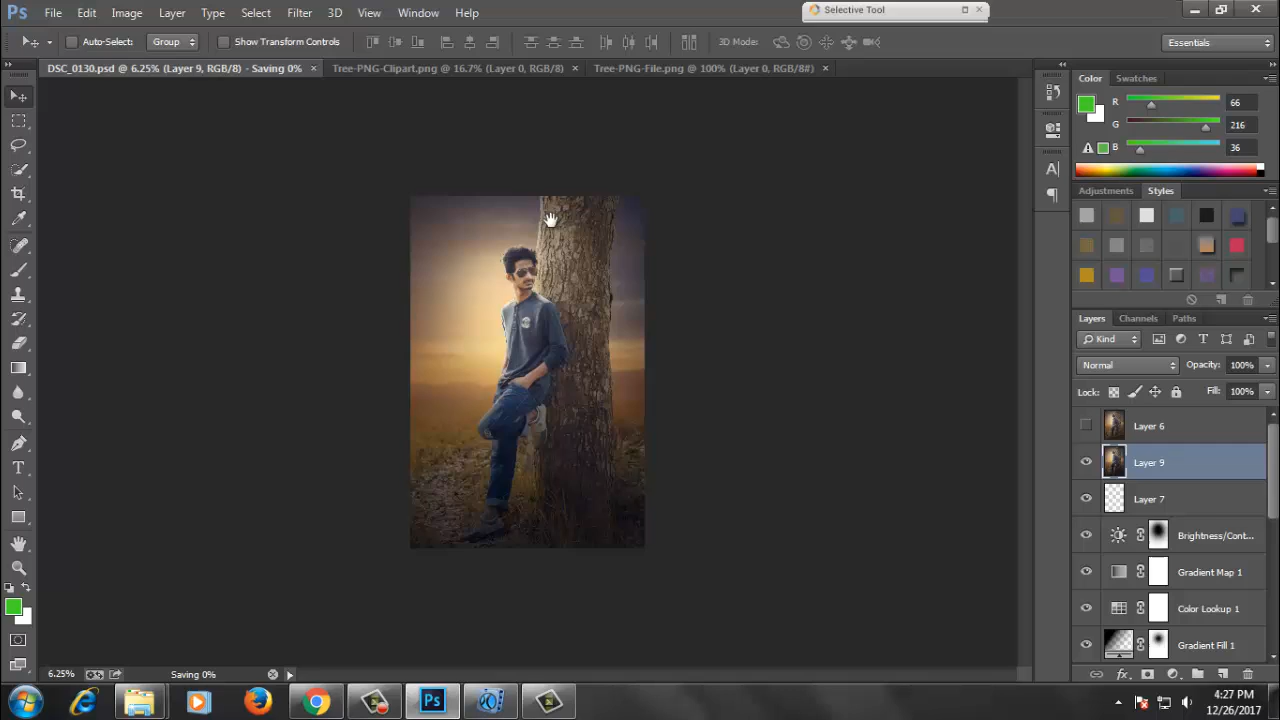 Ps File Edit Image Layer Type Select Filter 3D View Window Help
Selective Tool
Auto-Select: Group Show Transform Controls 3D Mode: Essentials
DSC_0130.psd @ 6.25% (Layer 9, RGB/8) - Saving 0% × Tree-PNG-Clipart.png @ 16.7% (Layer 0, RGB/8) × Tree-PNG-File.png @ 100% (Layer 0, RGB/8#) ×
Color Swatches
R 66
G 216
B 36
Adjustments Styles
Layers Channels Paths
Kind
Normal Opacity: 100%
Lock: Fill: 100%
Layer 6
Layer 9
Layer 7
Brightness/Cont...
Gradient Map 1
Color Lookup 1
Gradient Fill 1
6.25% Saving 0%
Ps
4:27 PM
12/26/2017